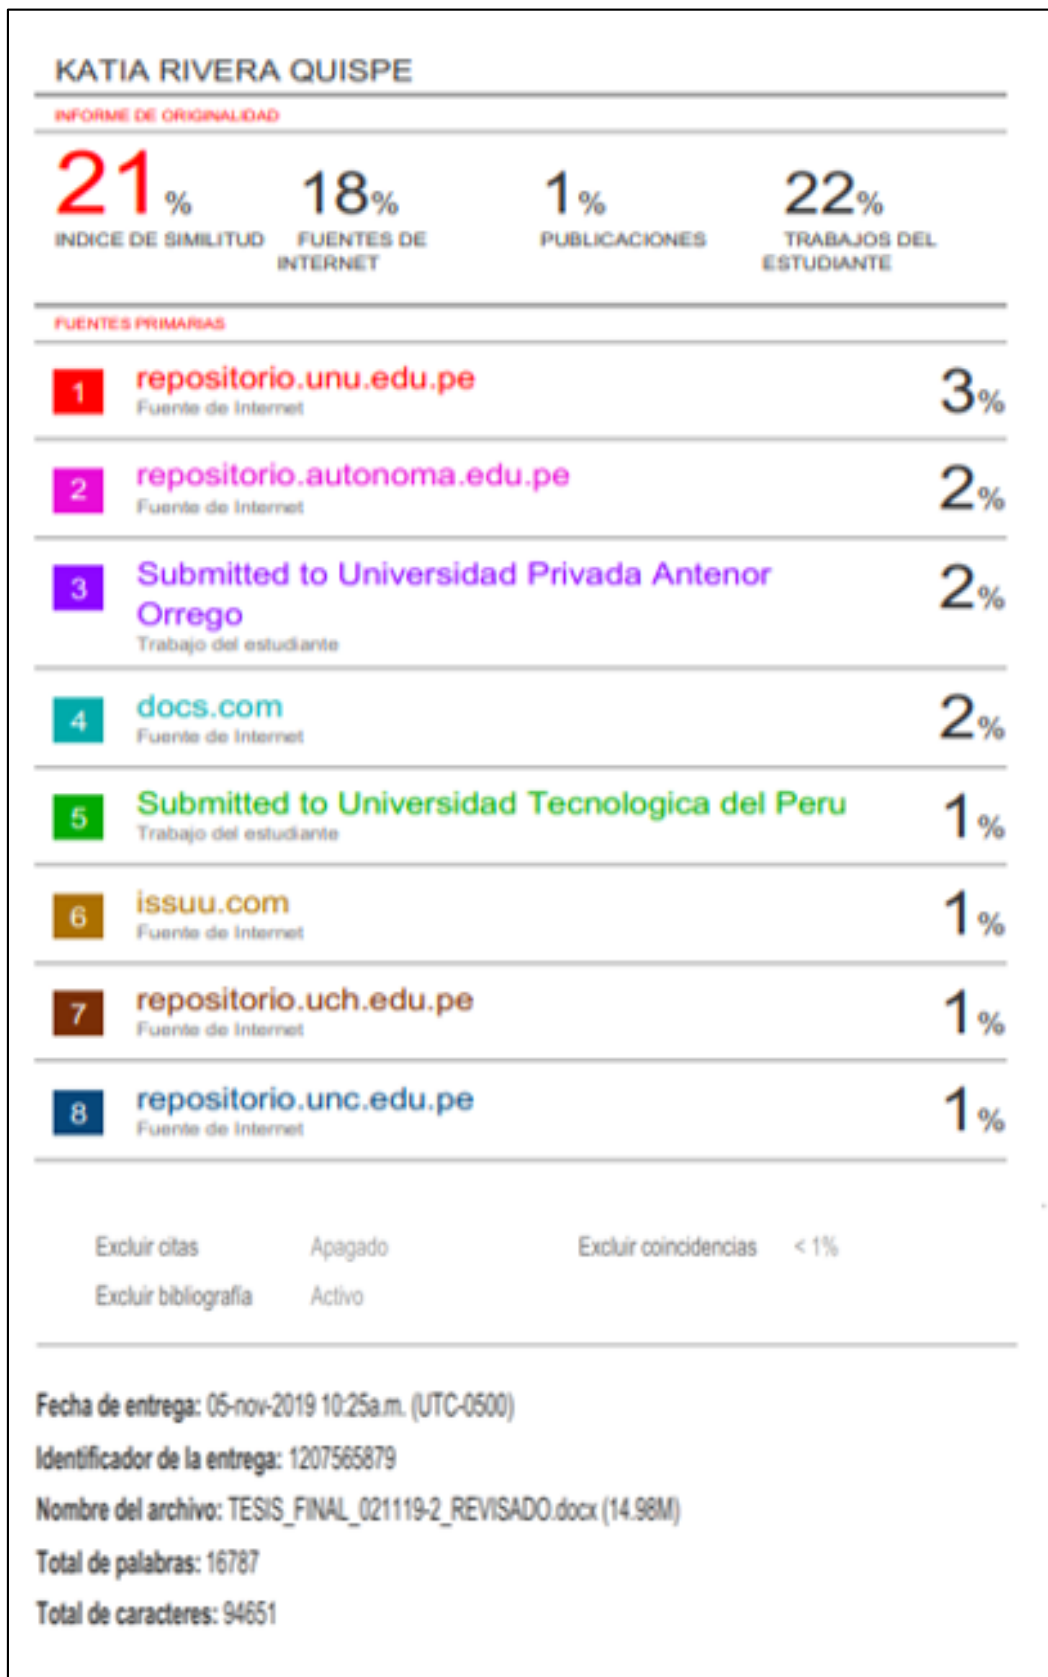 KATIA RIVERA QUISPE
INFORME DE ORIGINALIDAD
21% 18% 1% 22%
INDICE DE SIMILITUD FUENTES DE INTERNET PUBLICACIONES TRABAJOS DEL ESTUDIANTE
FUENTES PRIMARIAS
1 repositorio.unu.edu.pe 3%
Fuente de Internet
2 repositorio.autonoma.edu.pe 2%
Fuente de Internet
3 Submitted to Universidad Privada Antenor 2%
Orrego
Trabajo del estudiante
4 docs.com 2%
Fuente de Internet
5 Submitted to Universidad Tecnologica del Peru 1%
Trabajo del estudiante
6 issuu.com 1%
Fuente de Internet
7 repositorio.uch.edu.pe 1%
Fuente de Internet
8 repositorio.unc.edu.pe 1%
Fuente de Internet
Excluir citas Apagado Excluir coincidencias < 1%
Excluir bibliografía Activo
Fecha de entrega: 05-nov-2019 10:25a.m. (UTC-0500)
Identificador de la entrega: 1207565879
Nombre del archivo: TESIS_FINAL_021119-2_REVISADO.docx (14.98M)
Total de palabras: 16787
Total de caracteres: 94651